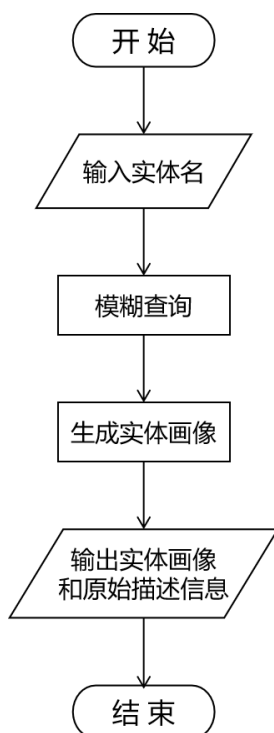 开 始
输入实体名
模糊查询
生成实体画像
输出实体画像
和原始描述信息
结 束